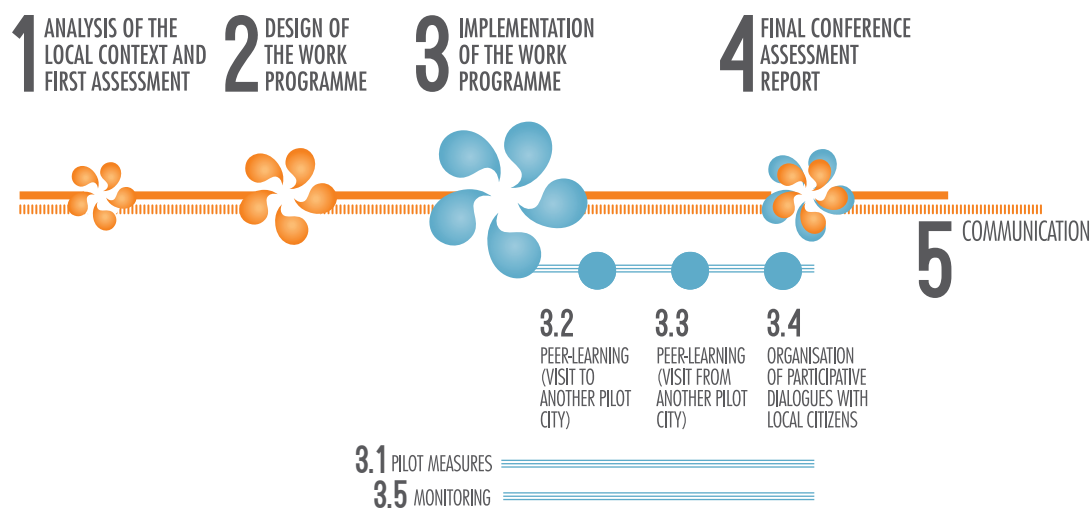 1 ANALYSIS OF THE
LOCAL CONTEXT AND
FIRST ASSESSMENT
2 DESIGN OF
THE WORK
PROGRAMME
3 IMPLEMENTATION
OF THE WORK
PROGRAMME
4 FINAL CONFERENCE
ASSESSMENT
REPORT
5 COMMUNICATION
3.2
PEER-LEARNING
(VISIT TO
ANOTHER PILOT
CITY)
3.3
PEER-LEARNING
(VISIT FROM
ANOTHER PILOT
CITY)
3.4
ORGANISATION
OF PARTICIPATIVE
DIALOGUES WITH
LOCAL CITIZENS
3.1 PILOT MEASURES
3.5 MONITORING